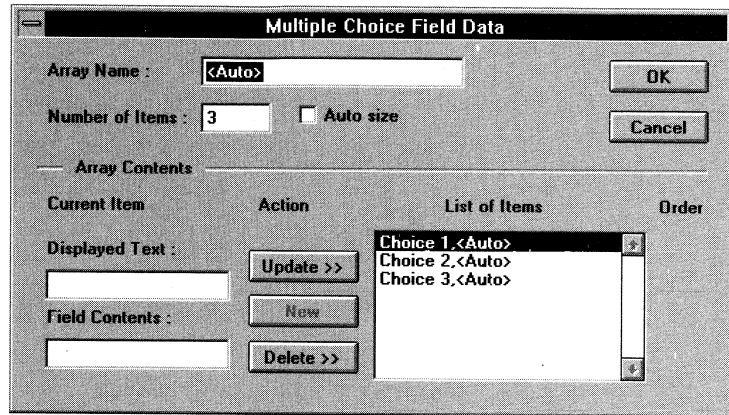 Multiple Choice Field Data
Array Name : <Auto> OK
Number of Items : 3 Auto size Cancel
Array Contents
Current Item Action List of Items Order
Displayed Text :
Update >>
Choice 1,<Auto>
Choice 2,<Auto>
Choice 3,<Auto>
Field Contents :
New
Delete >>